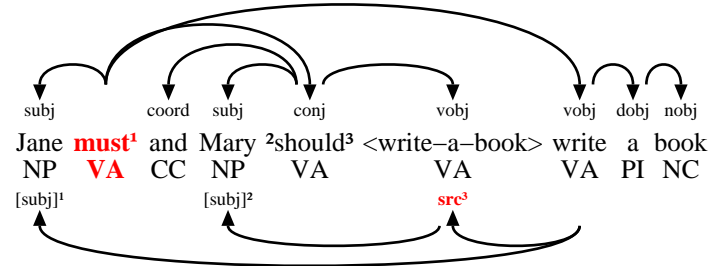 subj coord subj conj vobj vobj dobj nobj
Jane must¹ and Mary ²should³ <write−a−book> write a book
NP VA CC NP VA VA VA PI NC
[subj]¹ [subj]² src³